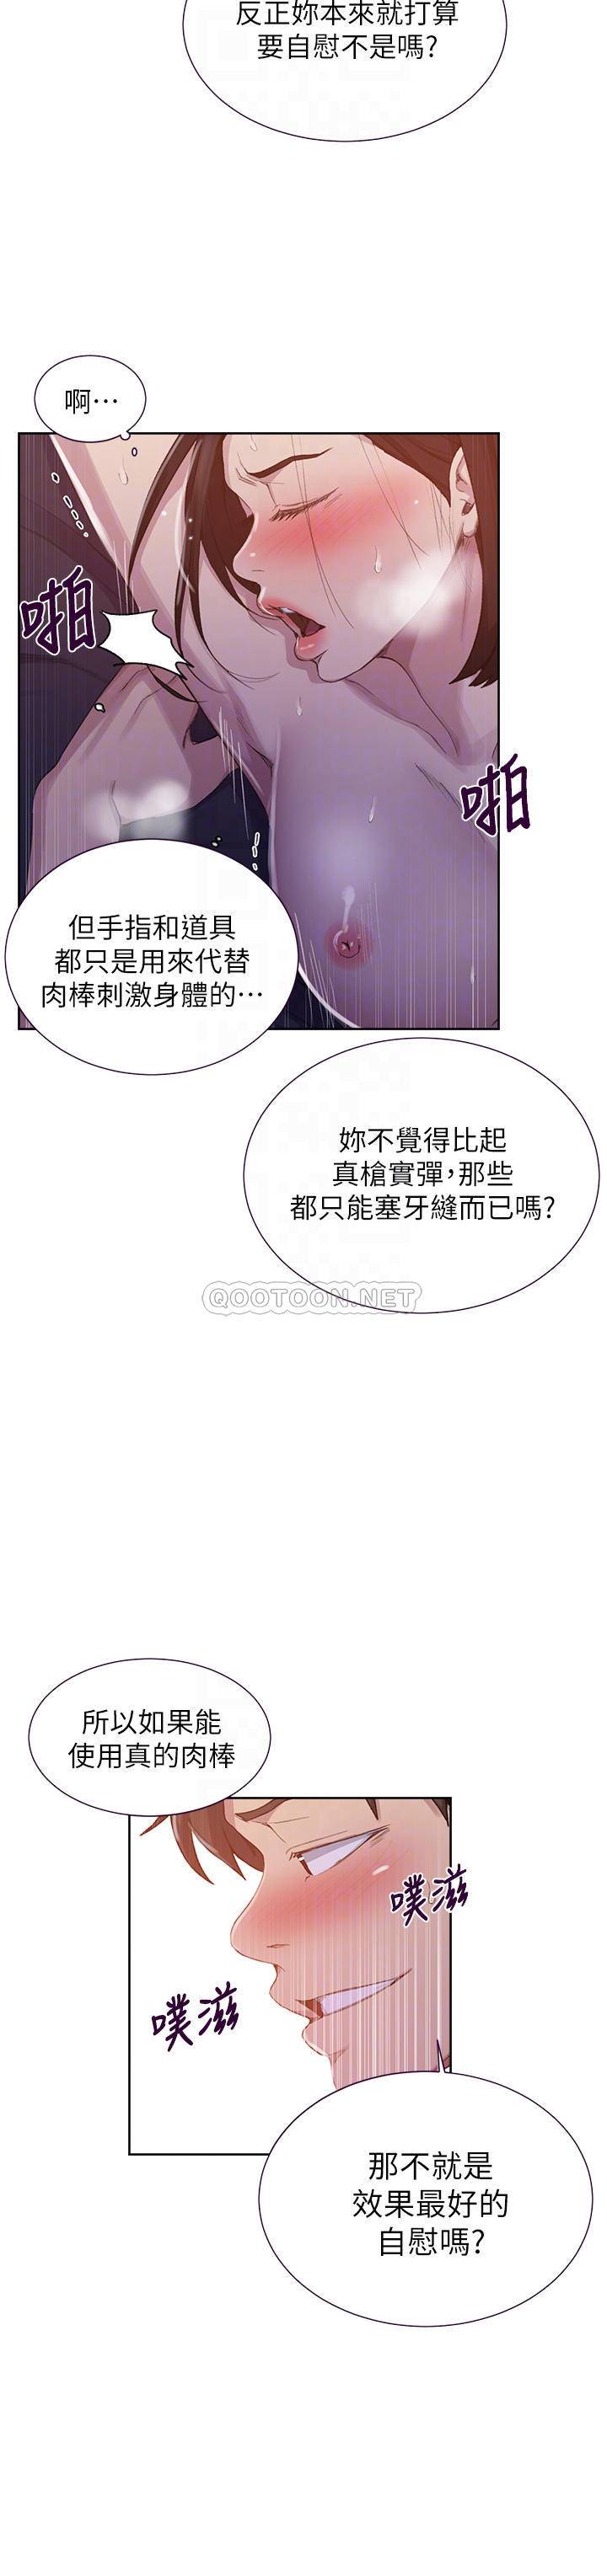 反正妳本來就打算
要自慰不是嗎?
啊…
啪
啪
但手指和道具
都只是用來代替
肉棒刺激身體的…
妳不覺得比起
真槍實彈,那些
都只能塞牙縫而已嗎?
QOOTOON.NET
所以如果能
使用真的肉棒
噗滋
噗滋
那不就是
效果最好的
自慰嗎?